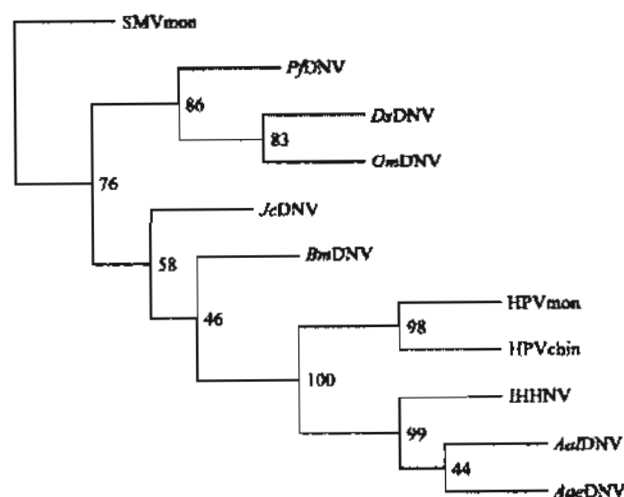 SMVmon
PfDNV
86
DsDNV
83
GmDNV
76
JcDNV
58
BmDNV
46
HPVmon
98
HPVchin
100
IHHNV
99
AalDNV
44
AaeDNV